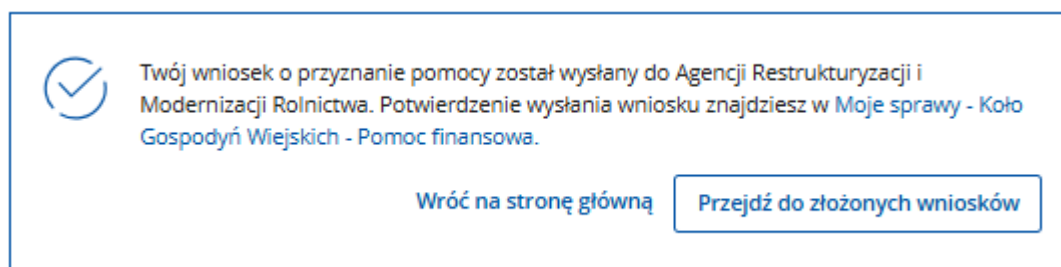 Twój wniosek o przyznanie pomocy został wysłany do Agencji Restrukturyzacji i
Modernizacji Rolnictwa. Potwierdzenie wysłania wniosku znajdziesz w Moje sprawy - Koło
Gospodyń Wiejskich - Pomoc finansowa.
Wróć na stronę główną
Przejdź do złożonych wniosków